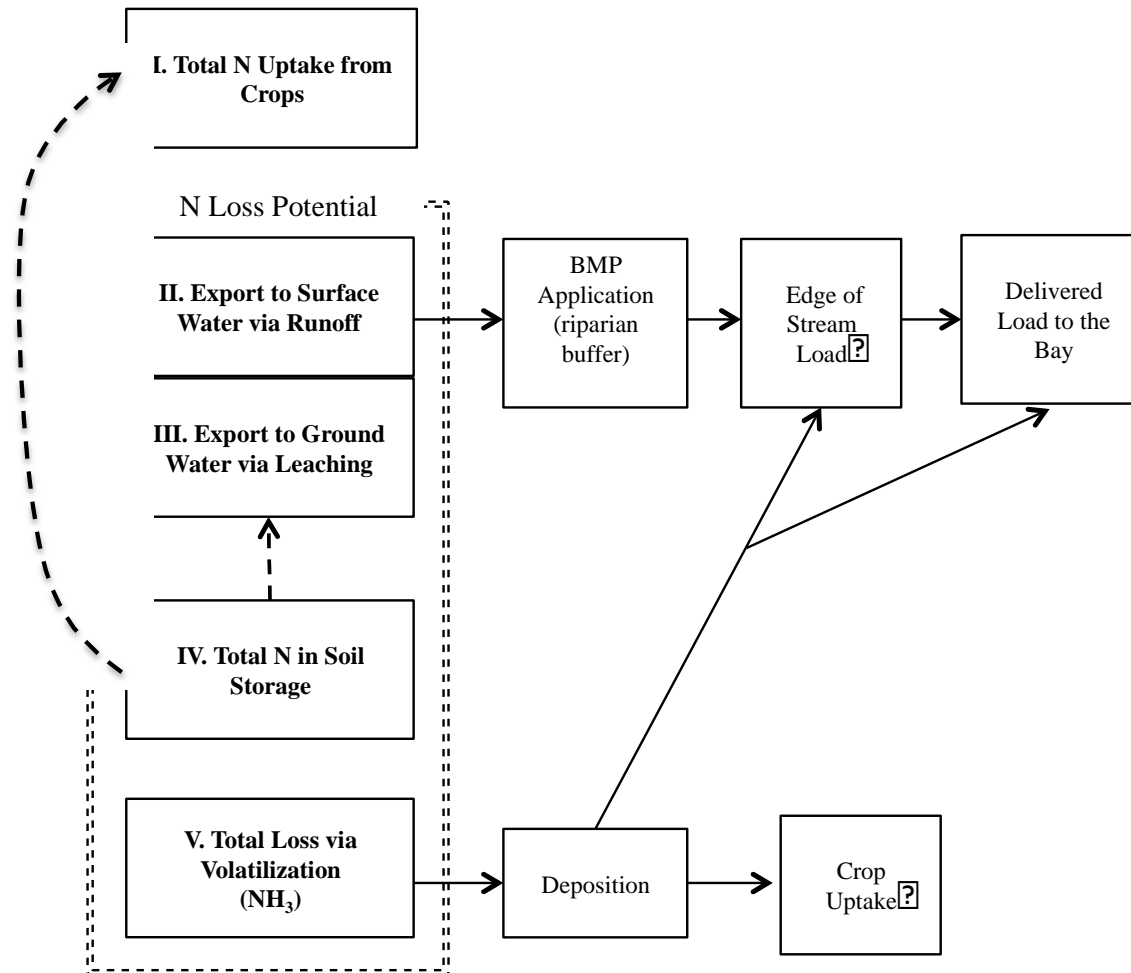 I. Total N Uptake from
Crops
N Loss Potential
II. Export to Surface
Water via Runoff
BMP
Application
(riparian
buffer)
Edge of
Stream
Load
Delivered
Load to the
Bay
III. Export to Ground
Water via Leaching
IV. Total N in Soil
Storage
V. Total Loss via
Volatilization
(NH₃)
Deposition
Crop
Uptake